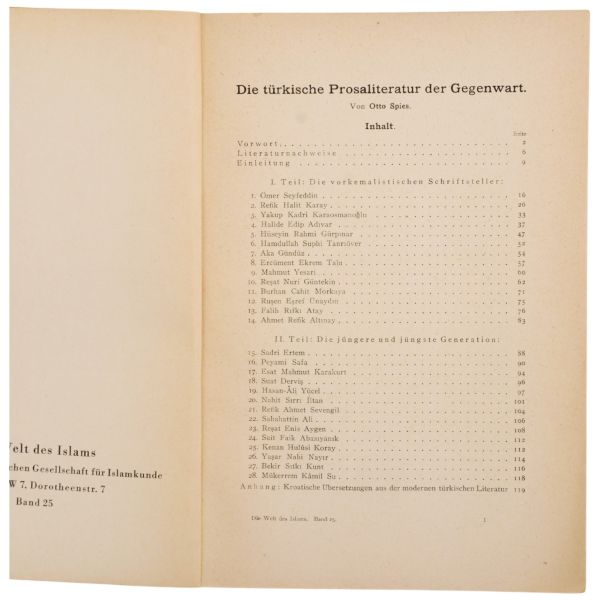 Welt des Islams
chen Gesellschaft für Islamkunde
W 7, Dorotheenstr. 7
Band 25
Die türkische Prosaliteratur der Gegenwart.
Von Otto Spies.
Inhalt.
Seite
Vorwort. 2
Literaturnachweise 6
Einleitung 9
I. Teil: Die vorkemalistischen Schriftsteller:
1. Ömer Seyfeddin 16
2. Refik Halit Karay 26
3. Yakup Kadri Karaosmanoğlu 33
4. Halide Edip Adıvar 37
5. Hüseyin Rahmi Gürpınar 47
6. Hamdullah Suphi Tanrıöver 52
7. Aka Gündüz 54
8. Ercüment Ekrem Talu 57
9. Mahmut Yesari 60
10. Reşat Nuri Güntekin 62
11. Burhan Cahit Morkaya 71
12. Ruşen Eşref Ünaydın 75
13. Falih Rıfkı Atay 76
14. Ahmet Refik Altınay 83
II. Teil: Die jüngere und jüngste Generation:
15. Sadri Ertem 88
16. Peyami Safa 90
17. Esat Mahmut Karakurt 94
18. Suat Derviş 94
19. Hasan-Âli Yücel 97
20. Nahit Sırrı 101
21. Refik Ahmet Sevengil 104
22. Sabahattin Ali 106
23. Reşat Enis Aygen 108
24. Sait Faik Abasıyanık 112
25. Kenan Hulûsi Koray 112
26. Yaşar Nabi Nayır 114
27. Bekir Sıtkı Kunt 116
28. Mükerrem Kâmil Su 118
Anhang: Kroatische Übersetzungen aus der modernen türkischen Literatur 119
Die Welt des Islams. Band 25. 1